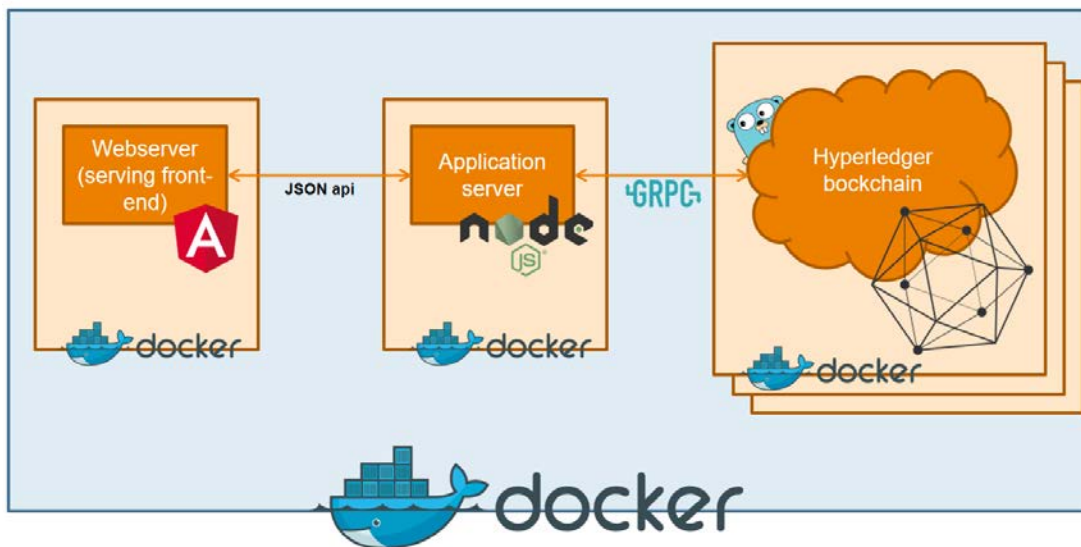 Webserver
(serving front-
end)
A
docker
JSON api
Application
server
node
JS
docker
GRPC
Hyperledger
bockchain
docker
docker